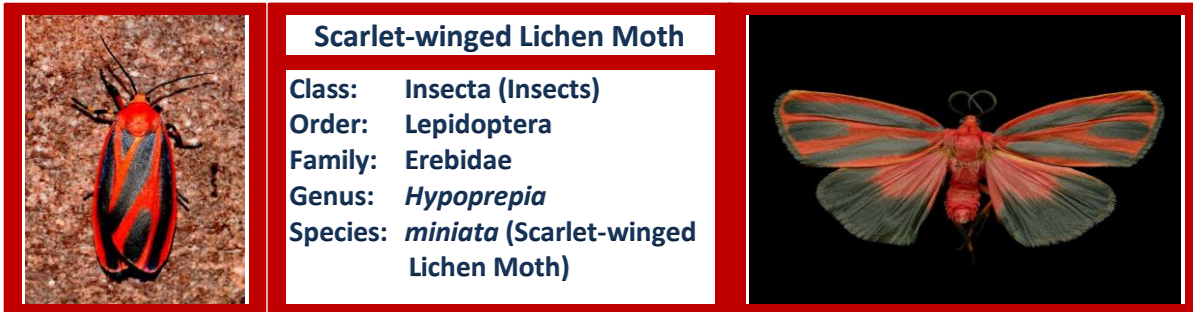 Scarlet-winged Lichen Moth
Class: Insecta (Insects)
Order: Lepidoptera
Family: Erebidae
Genus: Hypoprepia
Species: miniata (Scarlet-winged
Lichen Moth)